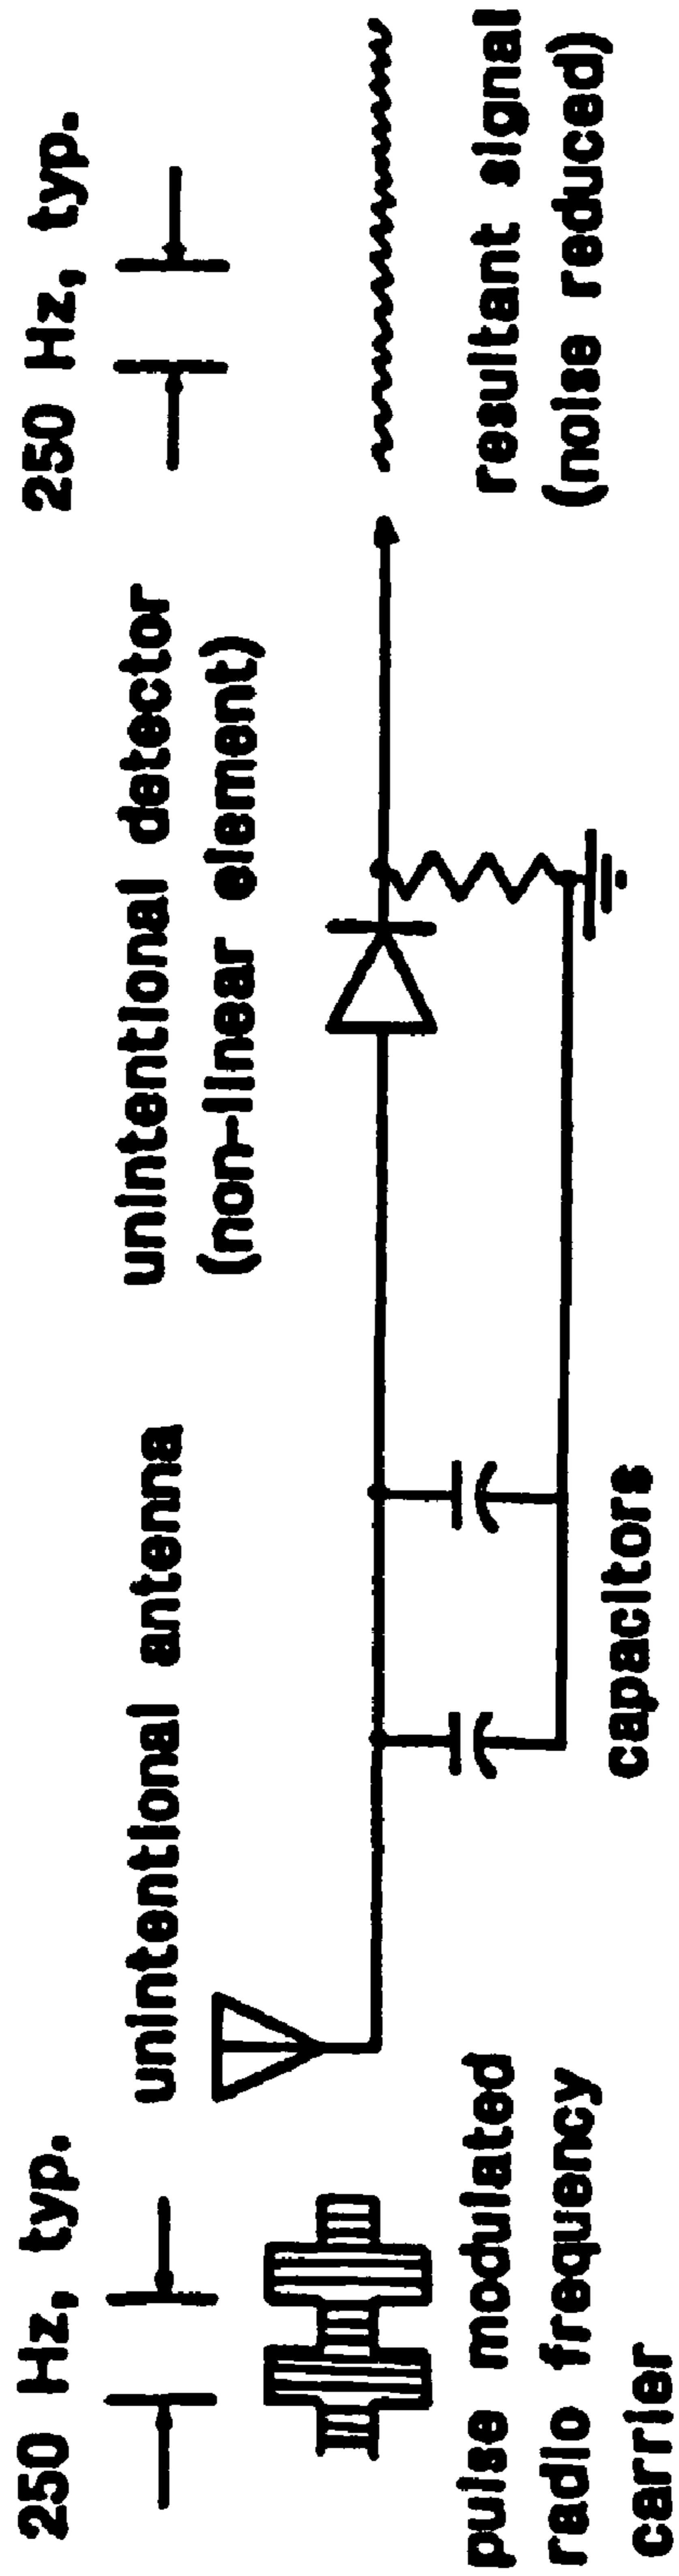 250 Hz, typ.
unintentional antenna
unintentional detector
(non-linear element)
250 Hz, typ.
pulse modulated
radio frequency
carrier
capacitors
resultant signal
(noise reduced)